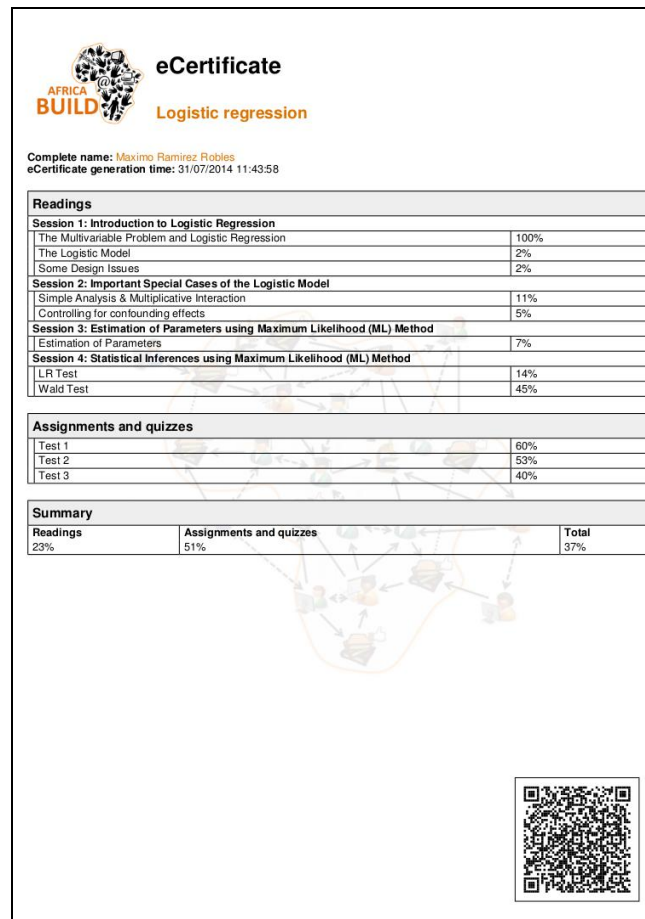 AFRICA
BUILD
eCertificate
Logistic regression
Complete name: Maximo Ramirez Robles
eCertificate generation time: 31/07/2014 11:43:58
Readings
Session 1: Introduction to Logistic Regression
The Multivariable Problem and Logistic Regression 100%
The Logistic Model 2%
Some Design Issues 2%
Session 2: Important Special Cases of the Logistic Model
Simple Analysis & Multiplicative Interaction 11%
Controlling for confounding effects 5%
Session 3: Estimation of Parameters using Maximum Likelihood (ML) Method
Estimation of Parameters 7%
Session 4: Statistical Inferences using Maximum Likelihood (ML) Method
LR Test 14%
Wald Test 45%
Assignments and quizzes
Test 1 60%
Test 2 53%
Test 3 40%
Summary
Readings Assignments and quizzes Total
23% 51% 37%